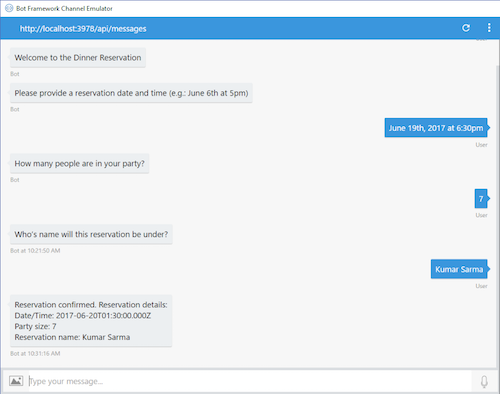 Bot Framework Channel Emulator
http://localhost:3978/api/messages
Welcome to the Dinner Reservation
Bot
Please provide a reservation date and time (e.g.: June 6th at 5pm)
Bot
June 19th, 2017 at 6:30pm
User
How many people are in your party?
Bot
7
User
Who's name will this reservation be under?
Bot at 10:21:50 AM
Kumar Sarma
User
Reservation confirmed. Reservation details:
Date/Time: 2017-06-20T01:30:00.000Z
Party size: 7
Reservation name: Kumar Sarma
Bot at 10:31:16 AM
Type your message...